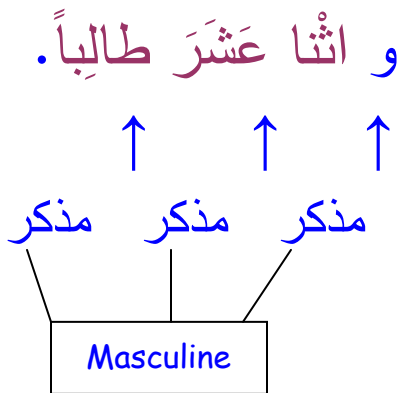 و اثْنا عَشَرَ طالِباً.
↑ ↑ ↑
مذكر مذكر مذكر
Masculine